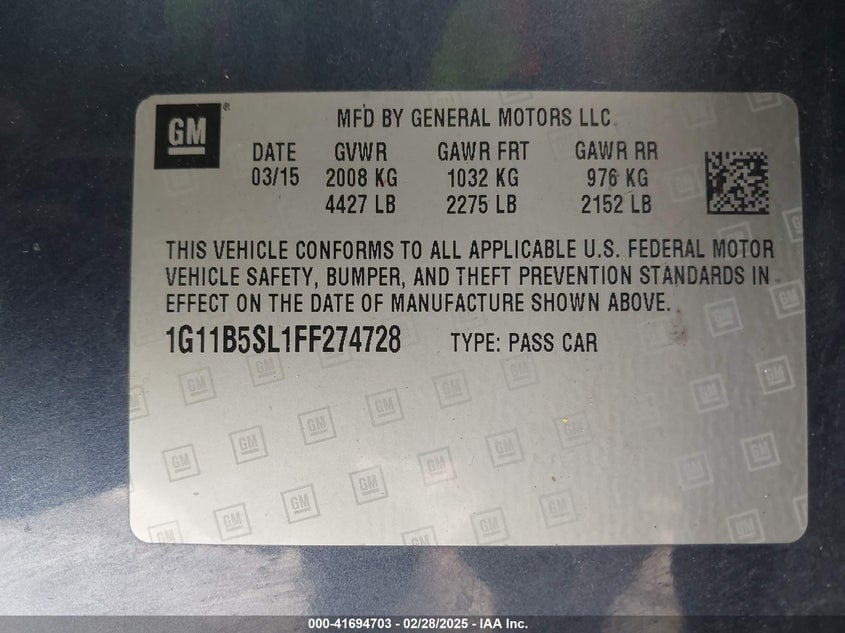 GM ® MFD BY GENERAL MOTORS LLC
DATE GVWR GAWR FRT GAWR RR
03/15 2008 KG 1032 KG 976 KG
4427 LB 2275 LB 2152 LB
THIS VEHICLE CONFORMS TO ALL APPLICABLE U.S. FEDERAL MOTOR
VEHICLE SAFETY, BUMPER, AND THEFT PREVENTION STANDARDS IN
EFFECT ON THE DATE OF MANUFACTURE SHOWN ABOVE.
1G11B5SL1FF274728 TYPE: PASS CAR
000-41694703 / 02/28/2025 - © IAA Inc.